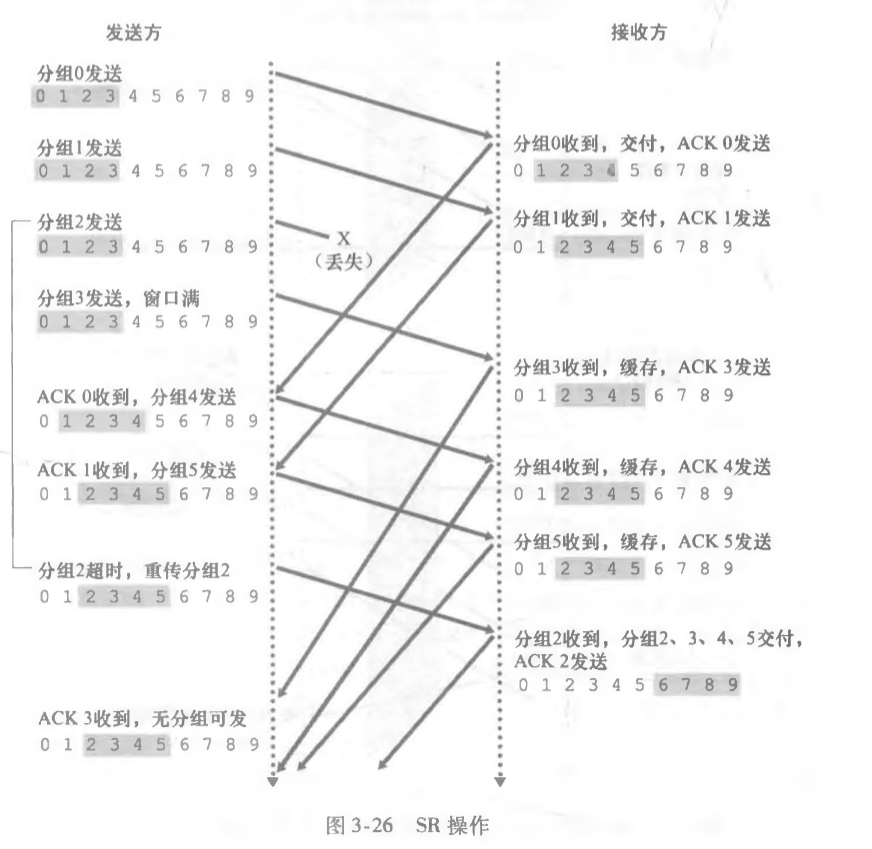 发送方
接收方
分组0发送
0 1 2 3 4 5 6 7 8 9
分组0收到，交付，ACK 0发送
0 1 2 3 4 5 6 7 8 9
分组1发送
0 1 2 3 4 5 6 7 8 9
分组1收到，交付，ACK 1发送
0 1 2 3 4 5 6 7 8 9
分组2发送
0 1 2 3 4 5 6 7 8 9
X
（丢失）
分组3发送，窗口满
0 1 2 3 4 5 6 7 8 9
分组3收到，缓存，ACK 3发送
0 1 2 3 4 5 6 7 8 9
ACK 0收到，分组4发送
0 1 2 3 4 5 6 7 8 9
分组4收到，缓存，ACK 4发送
0 1 2 3 4 5 6 7 8 9
ACK 1收到，分组5发送
0 1 2 3 4 5 6 7 8 9
分组5收到，缓存，ACK 5发送
0 1 2 3 4 5 6 7 8 9
分组2超时，重传分组2
0 1 2 3 4 5 6 7 8 9
分组2收到，分组2、3、4、5交付，
ACK 2发送
0 1 2 3 4 5 6 7 8 9
ACK 3收到，无分组可发
0 1 2 3 4 5 6 7 8 9
图 3-26 SR 操作